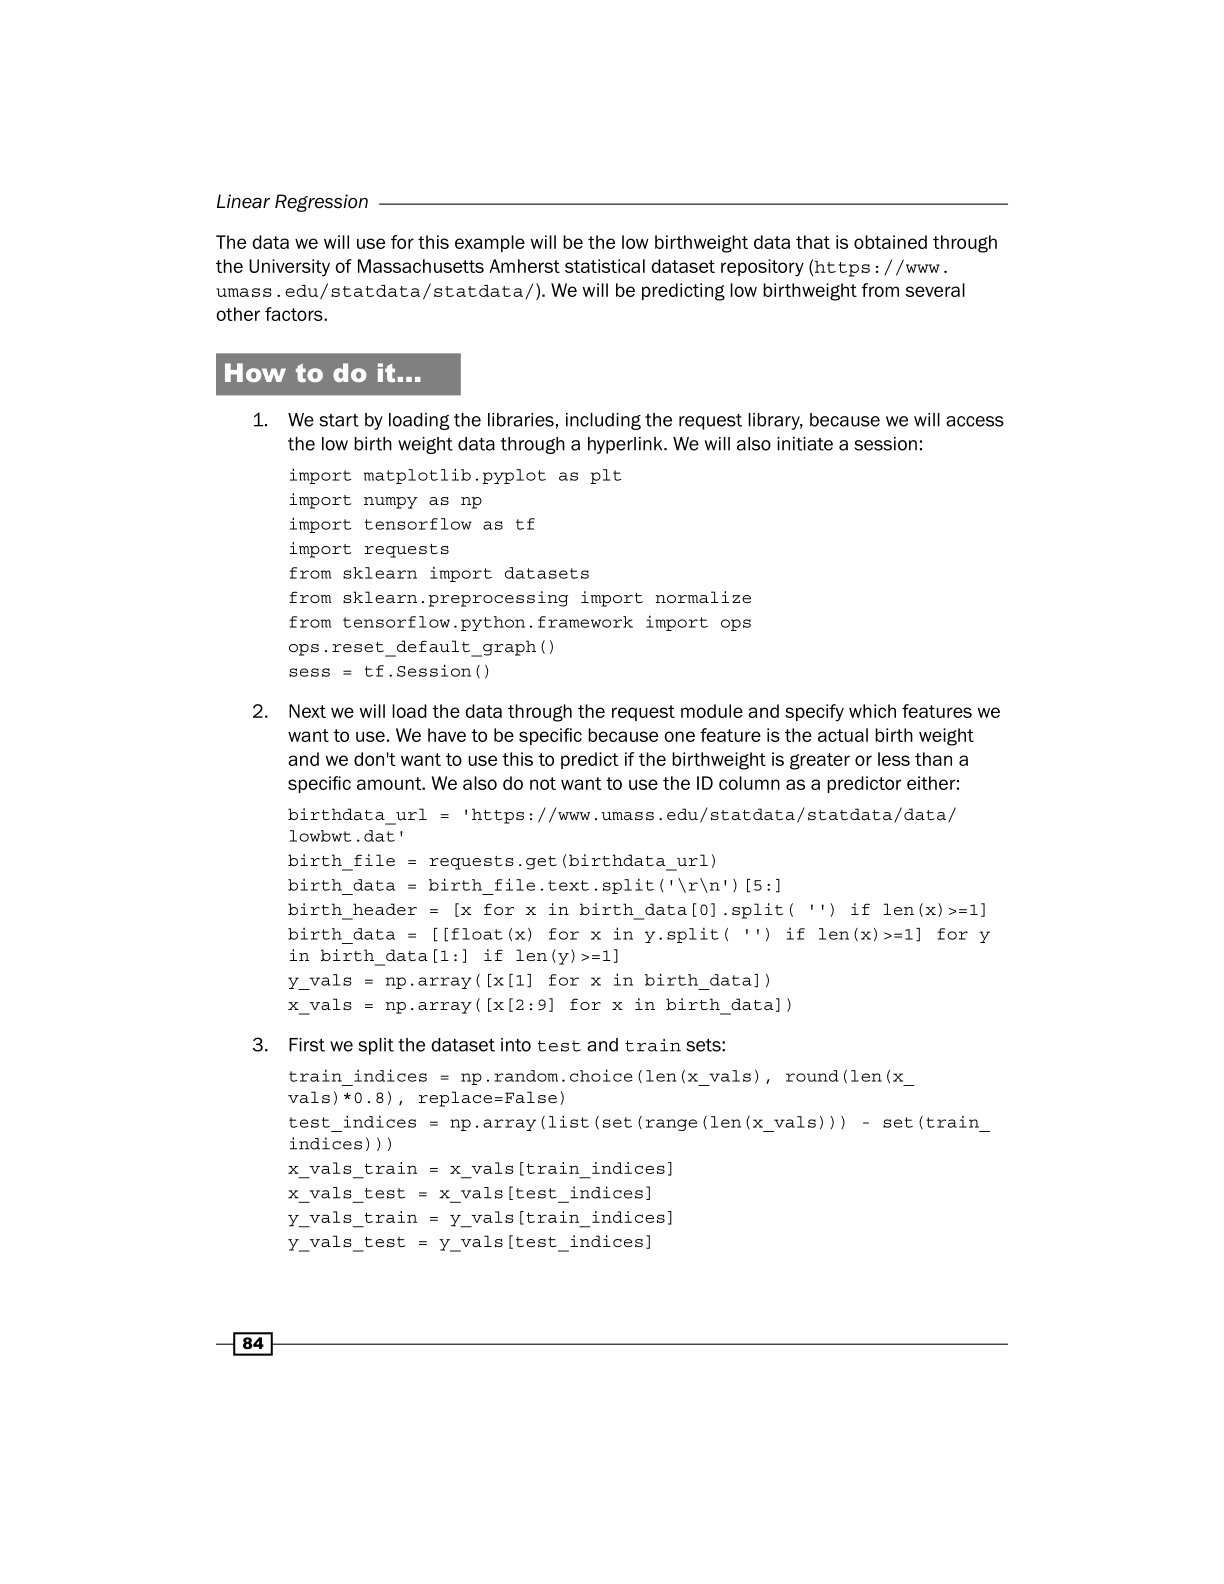 Linear Regression
The data we will use for this example will be the low birthweight data that is obtained through
the University of Massachusetts Amherst statistical dataset repository (https://www.
umass.edu/statdata/statdata/). We will be predicting low birthweight from several
other factors.
How to do it…
1. We start by loading the libraries, including the request library, because we will access
the low birth weight data through a hyperlink. We will also initiate a session:
import matplotlib.pyplot as plt
import numpy as np
import tensorflow as tf
import requests
from sklearn import datasets
from sklearn.preprocessing import normalize
from tensorflow.python.framework import ops
ops.reset_default_graph()
sess = tf.Session()
2. Next we will load the data through the request module and specify which features we
want to use. We have to be specific because one feature is the actual birth weight
and we don't want to use this to predict if the birthweight is greater or less than a
specific amount. We also do not want to use the ID column as a predictor either:
birthdata_url = 'https://www.umass.edu/statdata/statdata/data/
lowbwt.dat'
birth_file = requests.get(birthdata_url)
birth_data = birth_file.text.split('\r\n')[5:]
birth_header = [x for x in birth_data[0].split( '') if len(x)>=1]
birth_data = [[float(x) for x in y.split( '') if len(x)>=1] for y
in birth_data[1:] if len(y)>=1]
y_vals = np.array([x[1] for x in birth_data])
x_vals = np.array([x[2:9] for x in birth_data])
3. First we split the dataset into test and train sets:
train_indices = np.random.choice(len(x_vals), round(len(x_
vals)*0.8), replace=False)
test_indices = np.array(list(set(range(len(x_vals))) - set(train_
indices)))
x_vals_train = x_vals[train_indices]
x_vals_test = x_vals[test_indices]
y_vals_train = y_vals[train_indices]
y_vals_test = y_vals[test_indices]
84